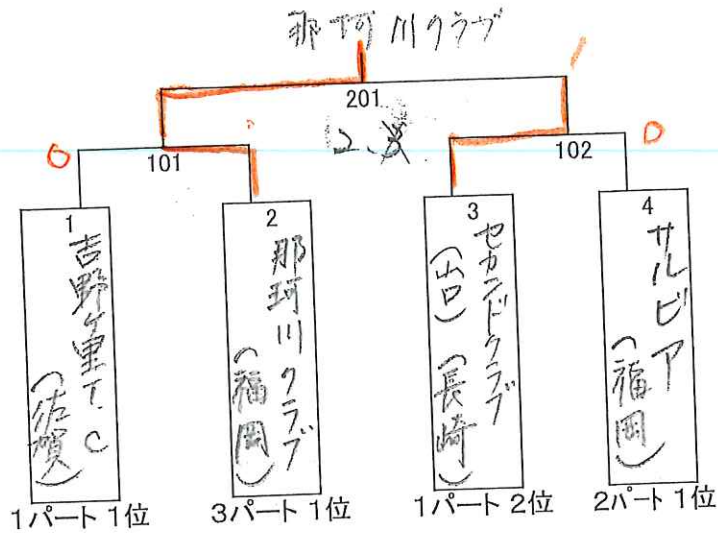 那珂川クラブ
201
101
102
0
0
1
吉野ヶ里T.C
(佐賀)
1パート 1位
2
那珂川クラブ
(福岡)
3パート 1位
3
セカンドクラブ
(山口)(長崎)
1パート 2位
4
サルビア
(福岡)
2パート 1位